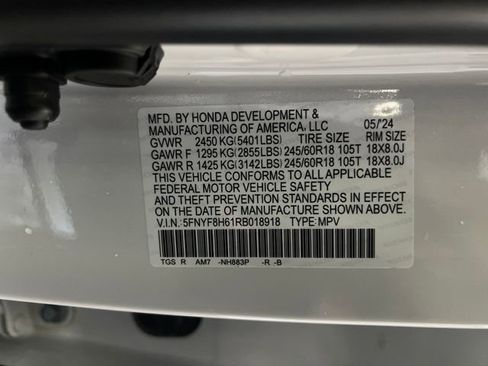 MFD. BY HONDA DEVELOPMENT &
MANUFACTURING OF AMERICA, LLC 05/24
GVWR 2450 KG(5401LBS) TIRE SIZE RIM SIZE
GAWR F 1295 KG(2855LBS) 245/60R18 105T 18X8.0J
GAWR R 1425 KG(3142LBS) 245/60R18 105T 18X8.0J
THIS VEHICLE CONFORMS TO ALL APPLICABLE
FEDERAL MOTOR VEHICLE SAFETY
AND THEFT PREVENTION STANDARDS IN EFFECT
ON THE DATE OF MANUFACTURE SHOWN ABOVE.
V.I.N.: 5FNYF8H61RB018918 TYPE: MPV
TGS R AM7 -NH883P -R -B